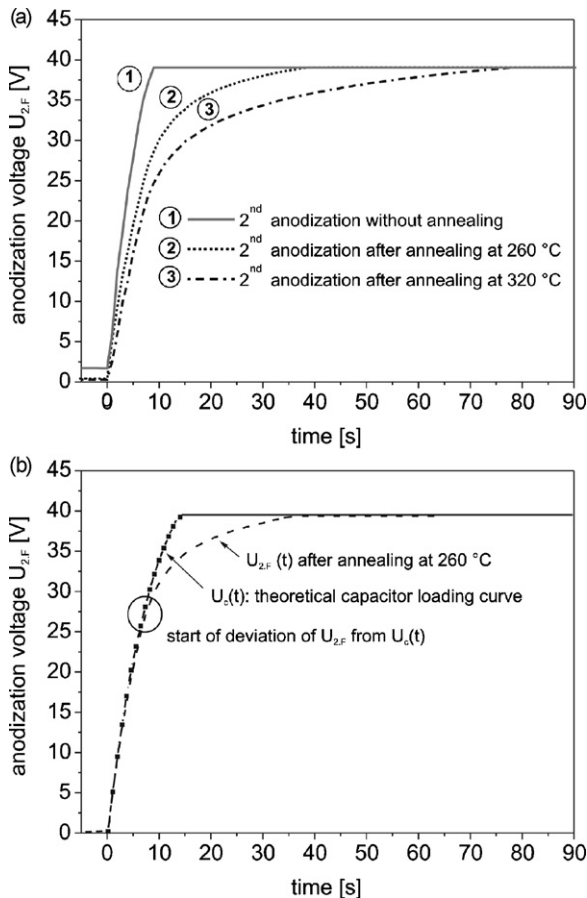 (a)
45
40
35
30
25
20
15
10
5
0
anodization voltage U2.F [V]
1
2
3
1 2nd anodization without annealing
2 2nd anodization after annealing at 260 °C
3 2nd anodization after annealing at 320 °C
0 10 20 30 40 50 60 70 80 90
time [s]
(b)
45
40
35
30
25
20
15
10
5
0
anodization voltage U2.F [V]
U2.F (t) after annealing at 260 °C
Uc(t): theoretical capacitor loading curve
start of deviation of U2.F from Uc(t)
0 10 20 30 40 50 60 70 80 90
time [s]